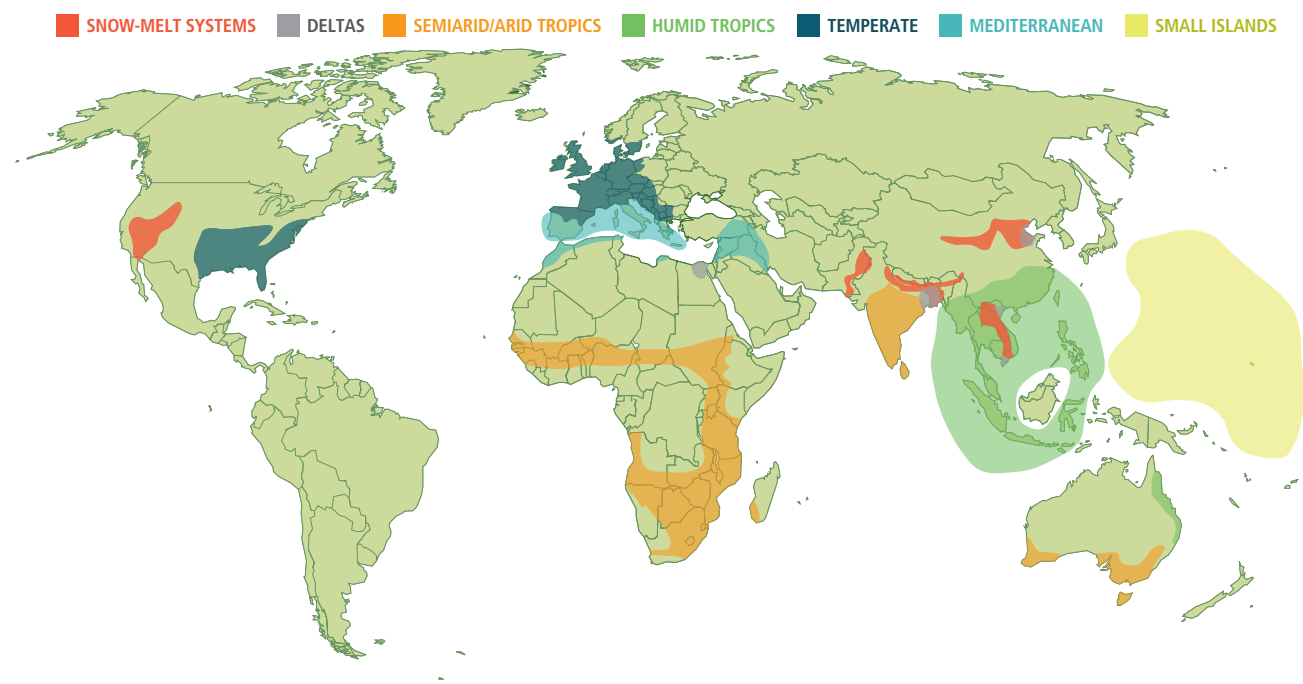 SNOW-MELT SYSTEMS DELTAS SEMIARID/ARID TROPICS HUMID TROPICS TEMPERATE MEDITERRANEAN SMALL ISLANDS